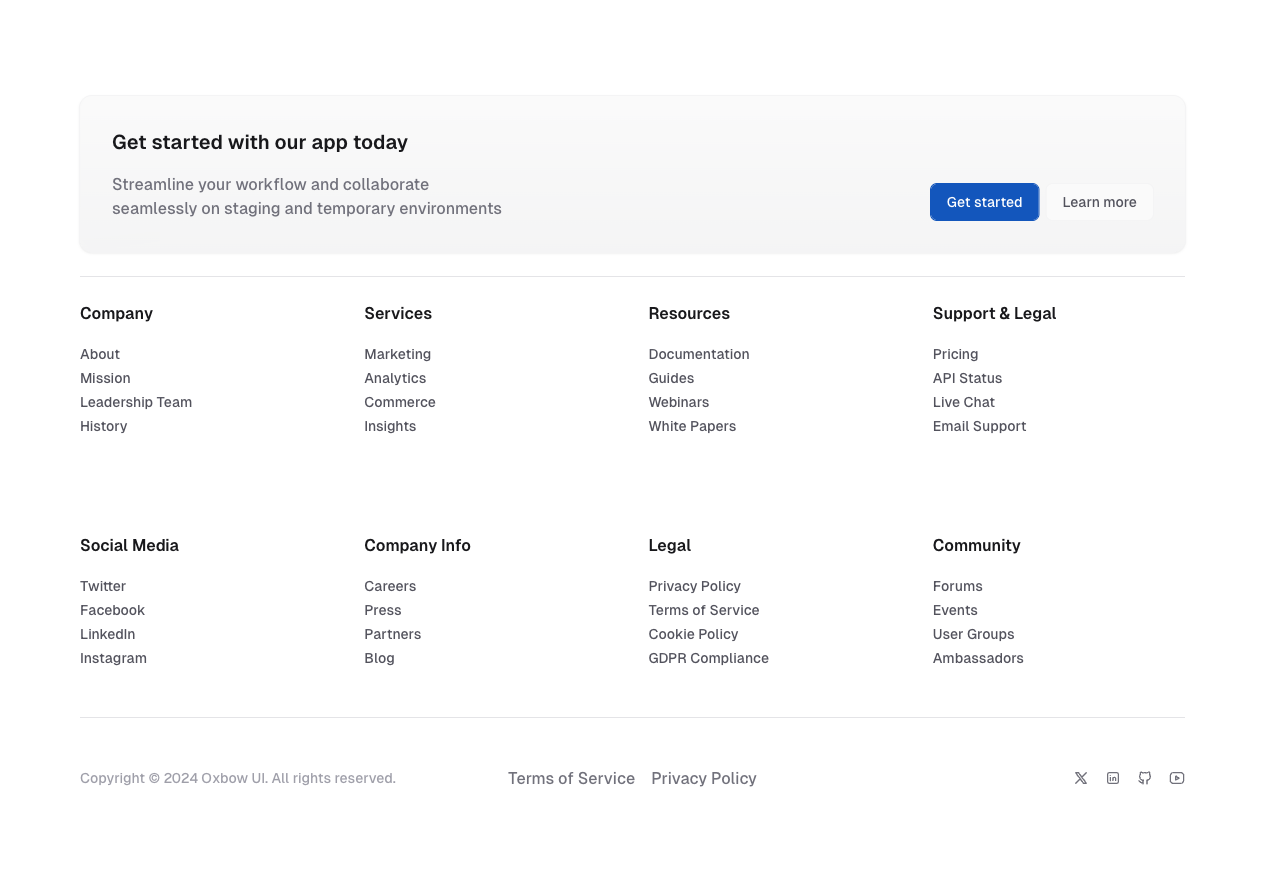 Get started with our app today
Streamline your workflow and collaborate
seamlessly on staging and temporary environments
Get started
Learn more
Company
About
Mission
Leadership Team
History
Services
Marketing
Analytics
Commerce
Insights
Resources
Documentation
Guides
Webinars
White Papers
Support & Legal
Pricing
API Status
Live Chat
Email Support
Social Media
Twitter
Facebook
LinkedIn
Instagram
Company Info
Careers
Press
Partners
Blog
Legal
Privacy Policy
Terms of Service
Cookie Policy
GDPR Compliance
Community
Forums
Events
User Groups
Ambassadors
Copyright © 2024 Oxbow UI. All rights reserved.
Terms of Service
Privacy Policy